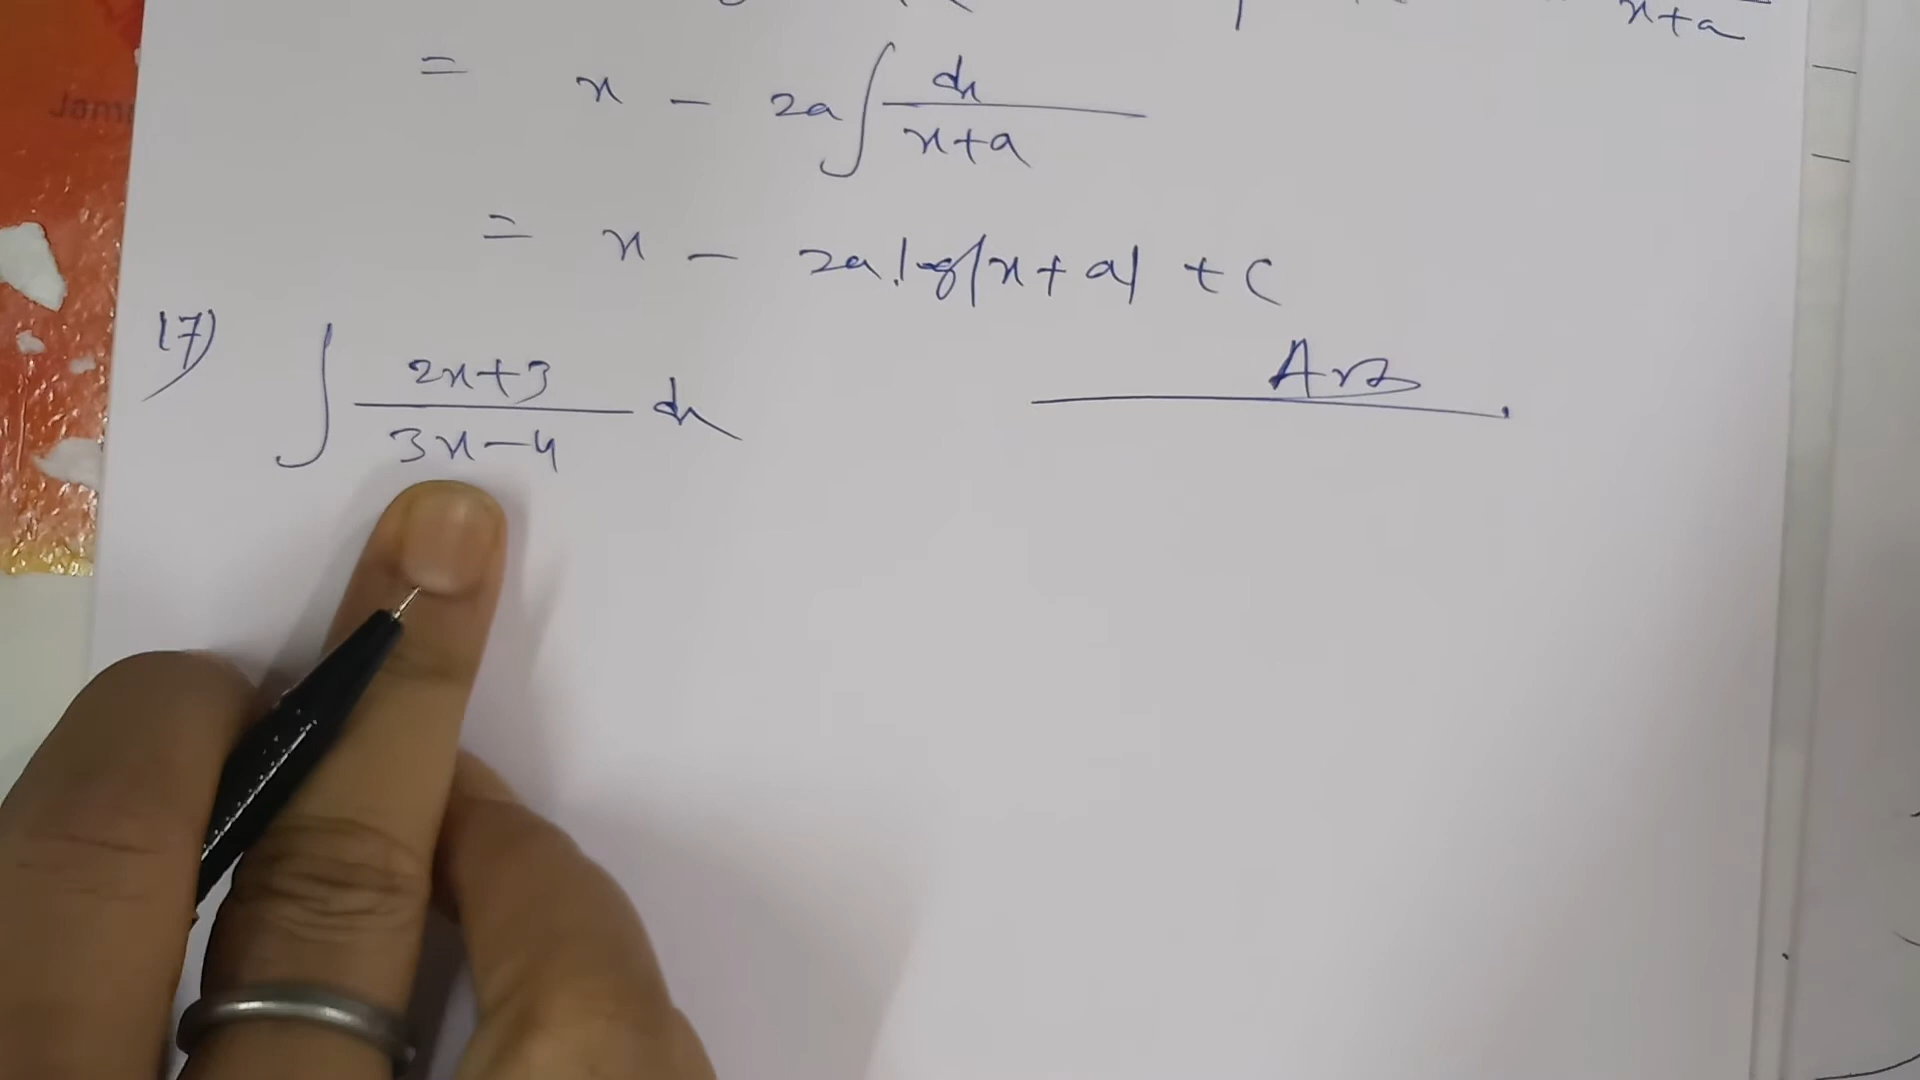 x+a
= x - 2a ∫ dx / x+a
= x - 2a.log|x+a| + C
Ans
17) ∫ 2x+3 / 3x-4 dx